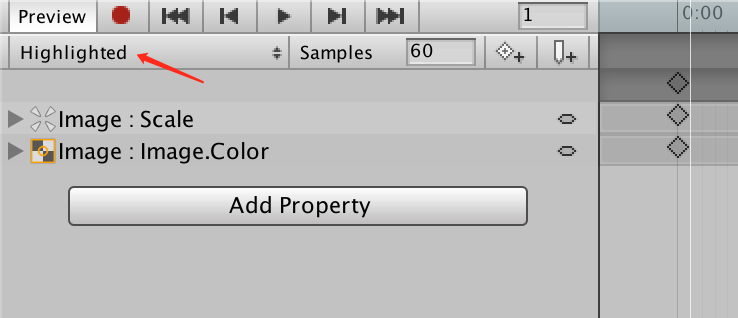 Preview 1 0:00
Highlighted Samples 60
Image : Scale
Image : Image.Color
Add Property